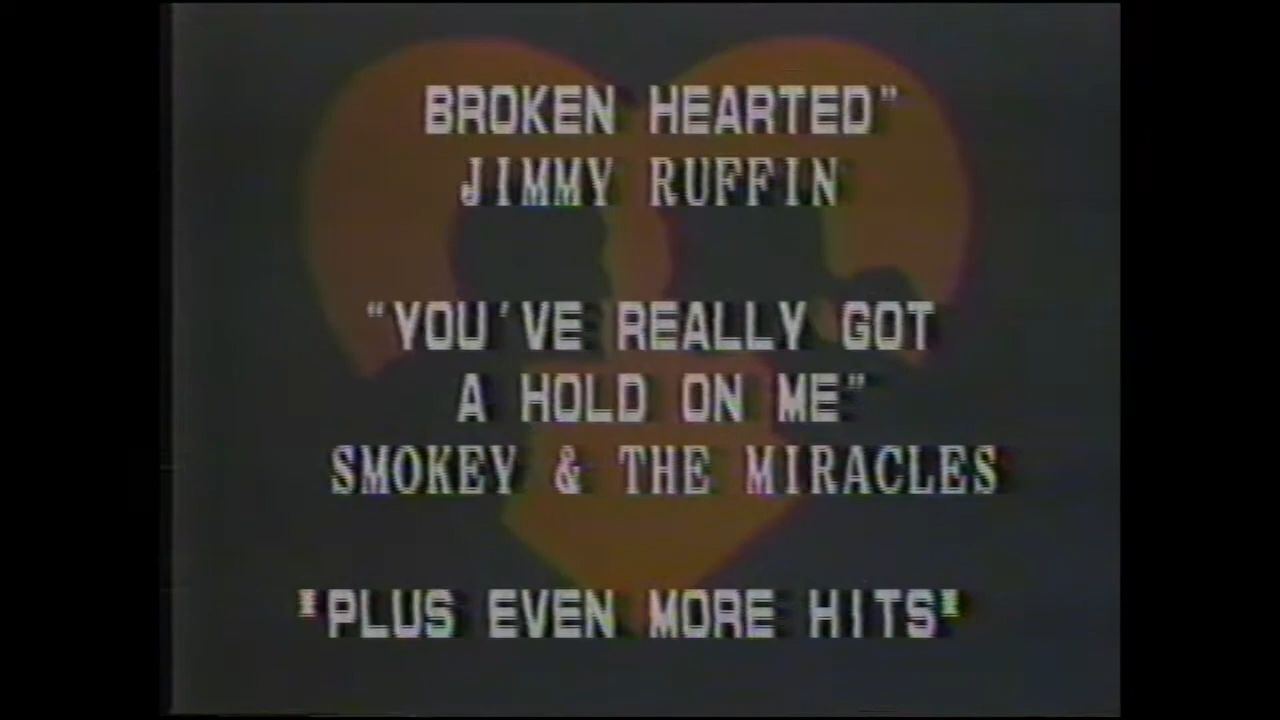 BROKEN HEARTED"
JIMMY RUFFIN
"YOU'VE REALLY GOT
A HOLD ON ME"
SMOKEY & THE MIRACLES
*PLUS EVEN MORE HITS*